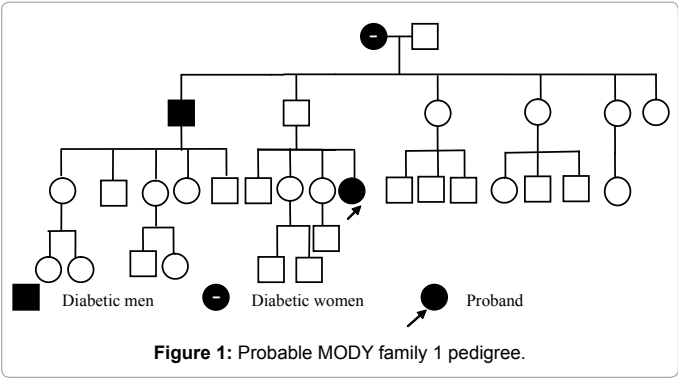 Diabetic men
Diabetic women
Proband
Figure 1: Probable MODY family 1 pedigree.